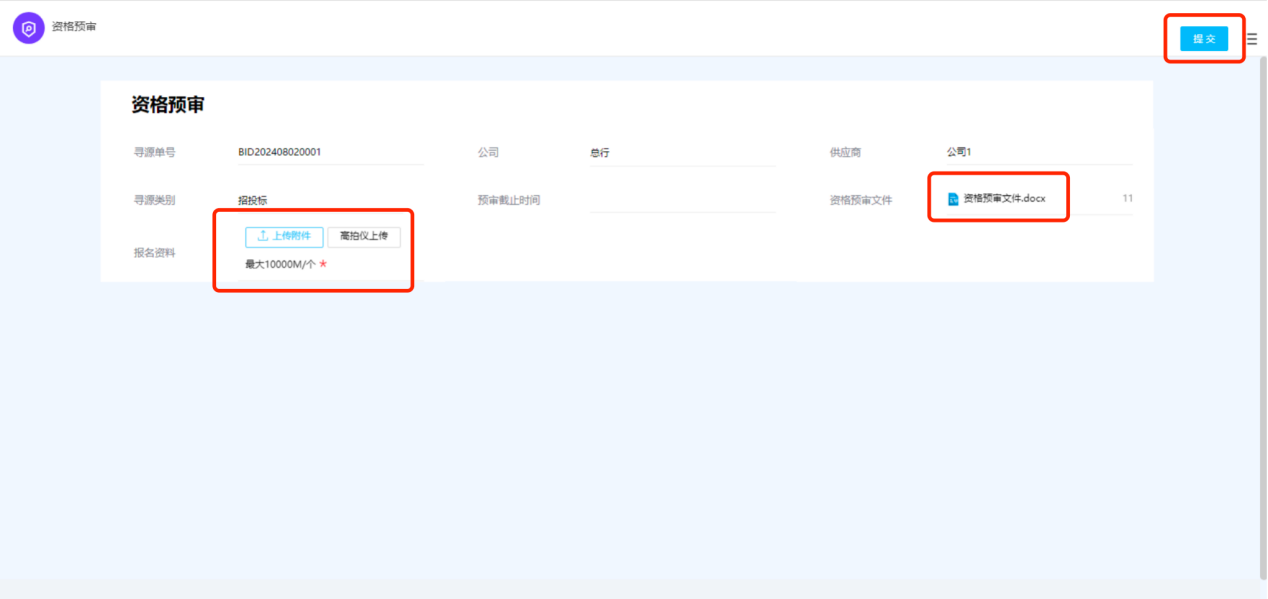 资格预审
提 交
资格预审
寻源单号 BID202408020001 公司 总行 供应商 公司1
寻源类别 招投标 预审截止时间 资格预审文件 资格预审文件.docx 11
报名资料 上传附件 高拍仪上传
最大10000M/个 *